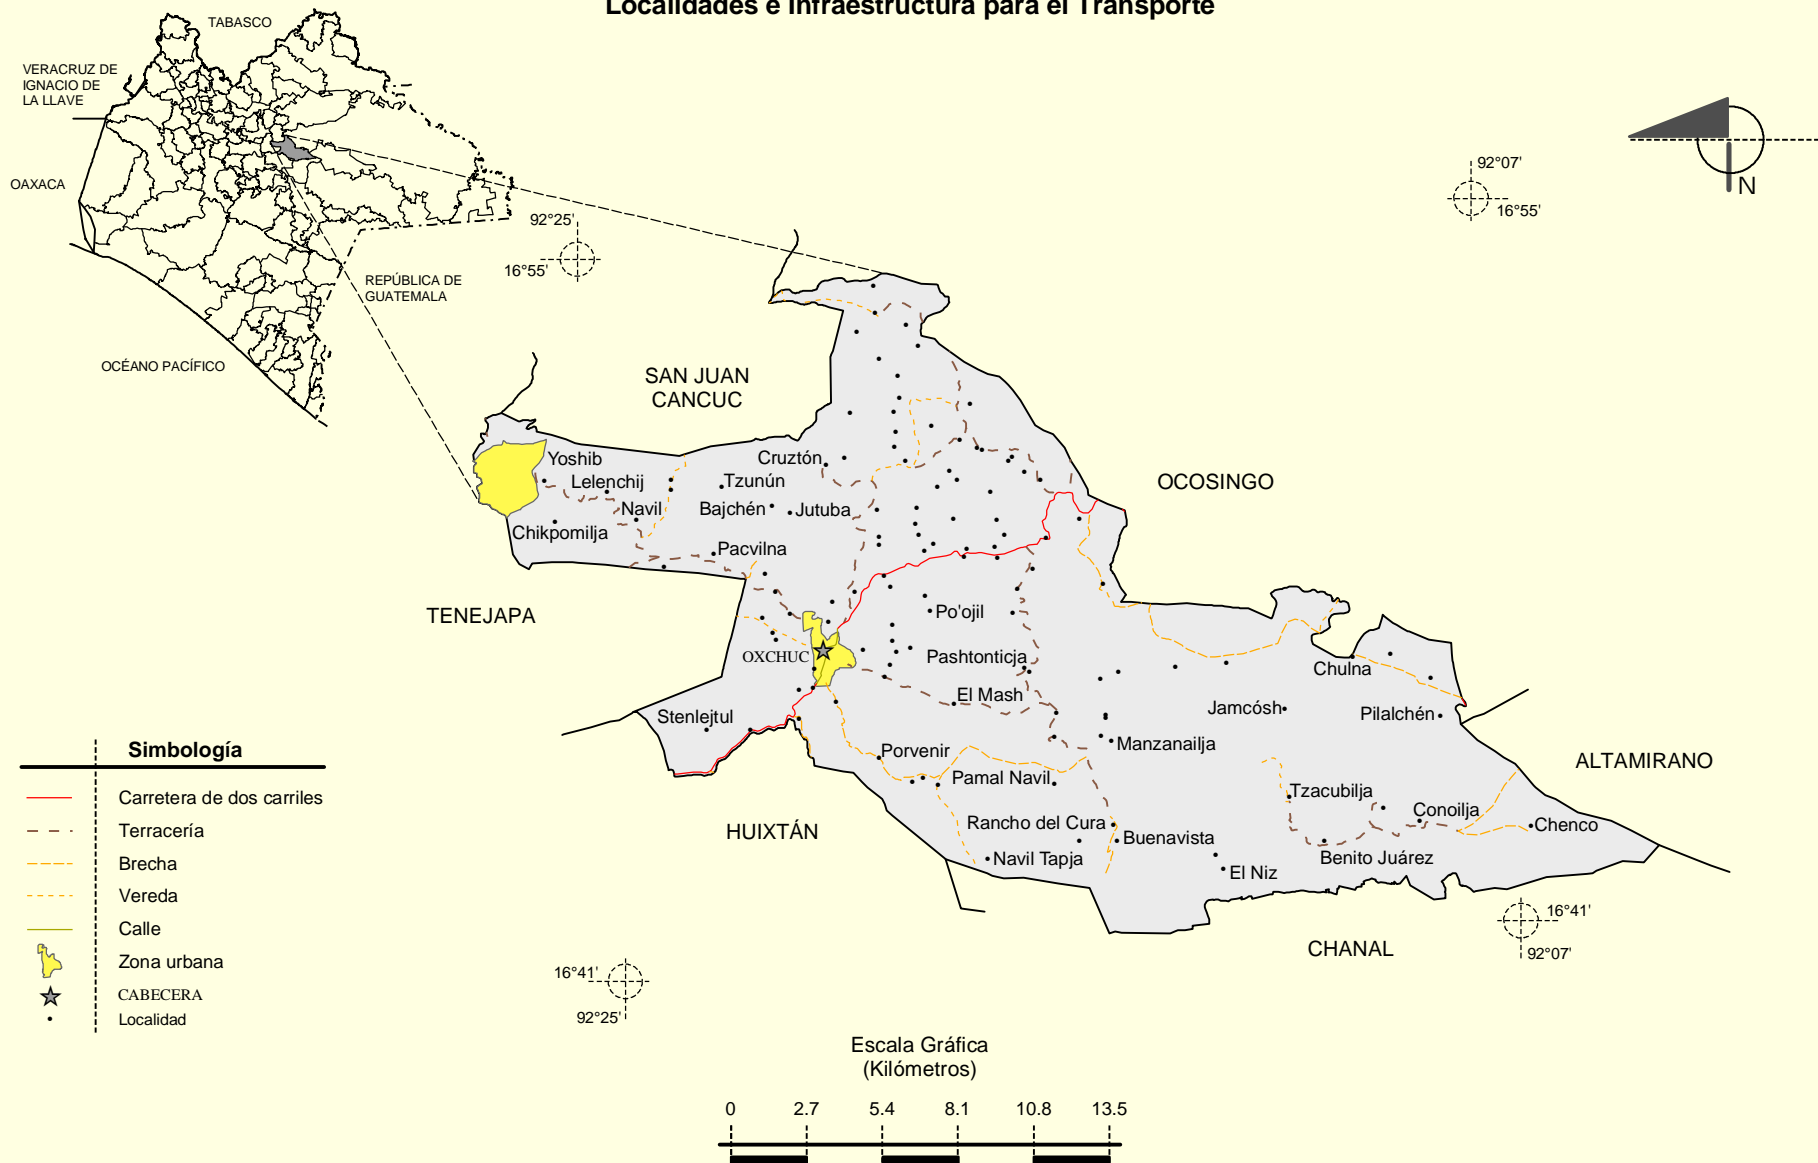 Localidades e Infraestructura para el Transporte
TABASCO
VERACRUZ DE
IGNACIO DE
LA LLAVE
OAXACA
REPÚBLICA DE
GUATEMALA
OCÉANO PACÍFICO
92°25'
16°55'
92°07'
16°55'
N
SAN JUAN
CANCUC
OCOSINGO
TENEJAPA
HUIXTÁN
ALTAMIRANO
CHANAL
Yoshib
Lelenchij
Navil
Chikpomilja
Cruztón
Tzunún
Bajchén
Jutuba
Pacvilna
Po'ojil
OXCHUC
Pashtonticja
El Mash
Stenlejtul
Chulna
Jamcósh
Pilalchén
Manzanailja
Porvenir
Pamal Navil
Tzacubilja
Conoilja
Chenco
Rancho del Cura
Buenavista
Benito Juárez
Navil Tapja
El Niz
16°41'
92°07'
16°41'
92°25'
Simbología
Carretera de dos carriles
Terracería
Brecha
Vereda
Calle
Zona urbana
CABECERA
Localidad
Escala Gráfica
(Kilómetros)
0 2.7 5.4 8.1 10.8 13.5